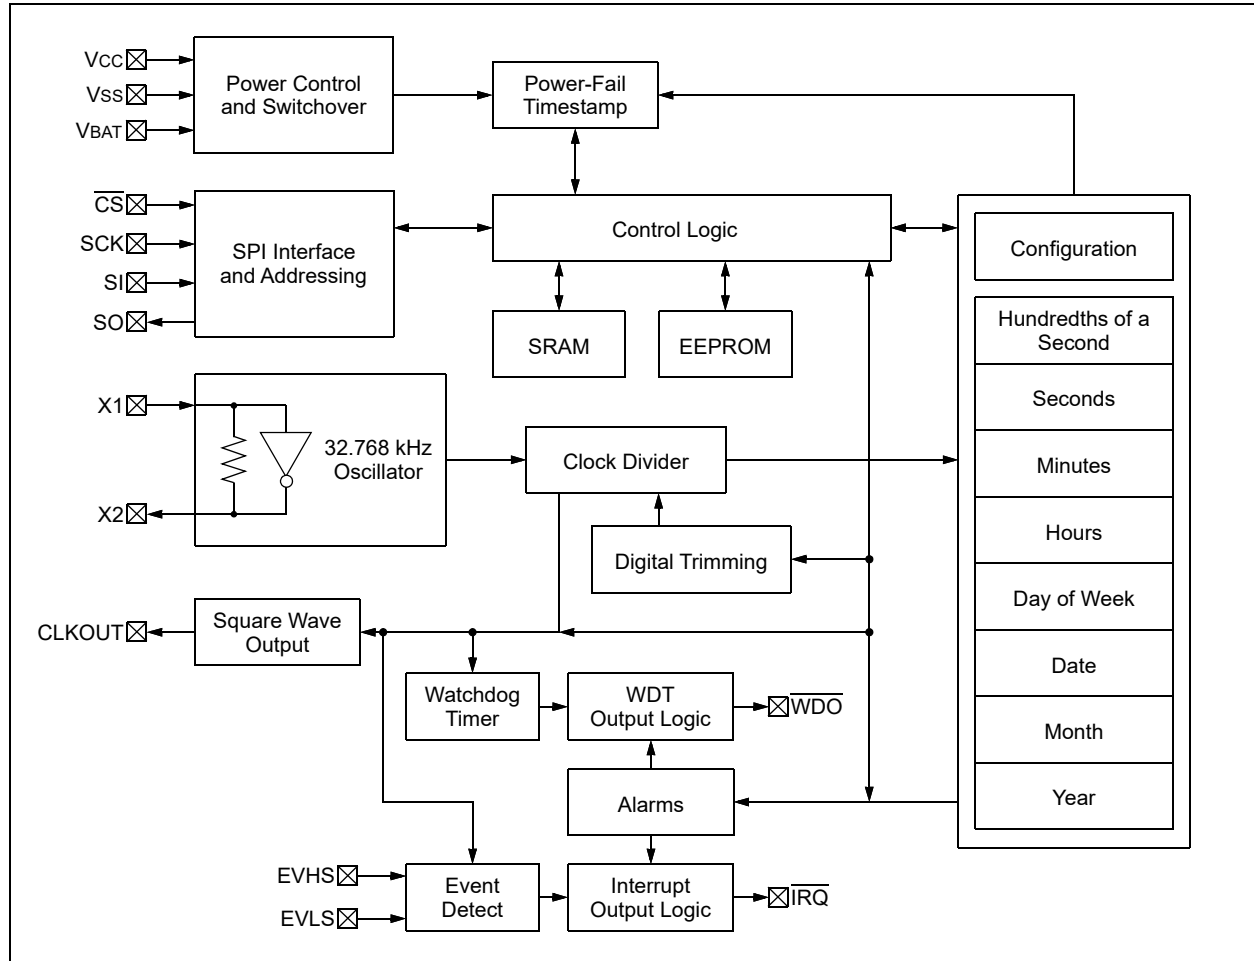 VCC
VSS
VBAT
Power Control
and Switchover
Power-Fail
Timestamp
CS
SCK
SI
SO
SPI Interface
and Addressing
Control Logic
SRAM
EEPROM
X1
X2
32.768 kHz
Oscillator
Clock Divider
Digital Trimming
CLKOUT
Square Wave
Output
Watchdog
Timer
WDT
Output Logic
WDO
Alarms
EVHS
EVLS
Event
Detect
Interrupt
Output Logic
IRQ
Configuration
Hundredths of a
Second
Seconds
Minutes
Hours
Day of Week
Date
Month
Year